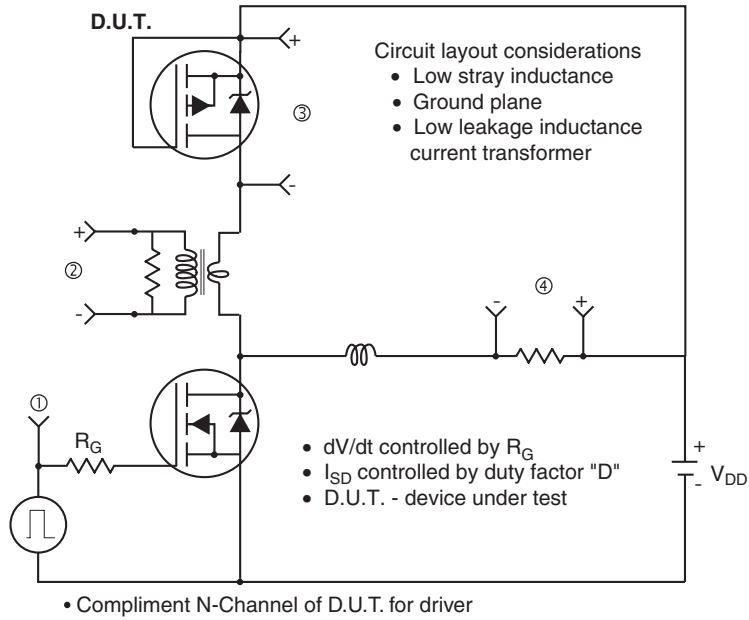 D.U.T.
+
③
-
Circuit layout considerations
• Low stray inductance
• Ground plane
• Low leakage inductance
current transformer
+
②
-
④
-
+
①
R_G
• dV/dt controlled by R_G
• I_SD controlled by duty factor "D"
• D.U.T. - device under test
+
-
V_DD
• Compliment N-Channel of D.U.T. for driver